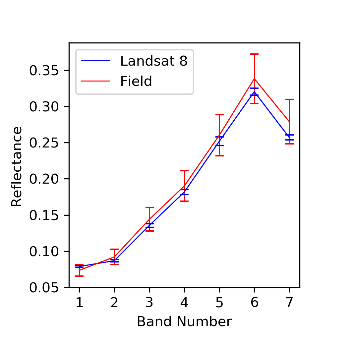 Landsat 8
Field
Reflectance
0.35
0.30
0.25
0.20
0.15
0.10
0.05
1 2 3 4 5 6 7
Band Number